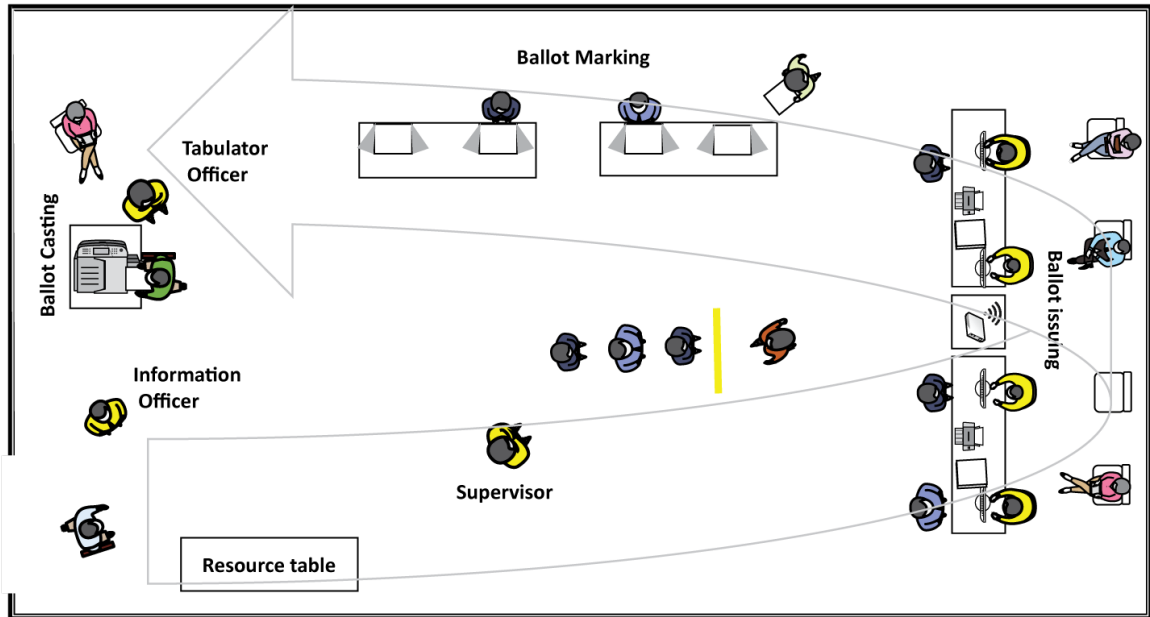 Ballot Marking
Tabulator
Officer
Ballot Casting
Ballot issuing
Information
Officer
Supervisor
Resource table